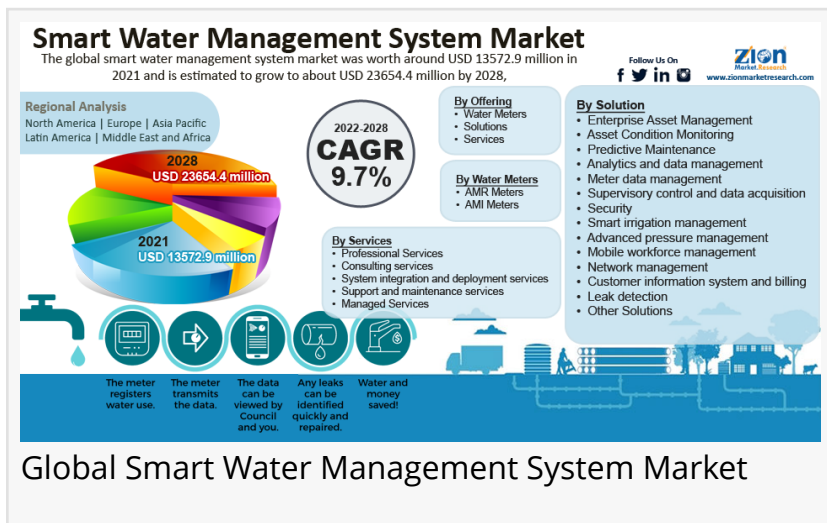 Smart Water Management System Market
The global smart water management system market was worth around USD 13572.9 million in
2021 and is estimated to grow to about USD 23654.4 million by 2028,
Follow Us On
f in
ZION
Market.Research
www.zionmarketresearch.com
Regional Analysis
North America | Europe | Asia Pacific
Latin America | Middle East and Africa
2028
USD 23654.4 million
2021
USD 13572.9 million
2022-2028
CAGR
9.7%
By Offering
• Water Meters
• Solutions
• Services
By Water Meters
• AMR Meters
• AMI Meters
By Services
• Professional Services
• Consulting services
• System integration and deployment services
• Support and maintenance services
• Managed Services
By Solution
• Enterprise Asset Management
• Asset Condition Monitoring
• Predictive Maintenance
• Analytics and data management
• Meter data management
• Supervisory control and data acquisition
• Security
• Smart irrigation management
• Advanced pressure management
• Mobile workforce management
• Network management
• Customer information system and billing
• Leak detection
• Other Solutions
The meter
registers
water use.
The meter
transmits
the data.
The data
can be
viewed by
Council
and you.
Any leaks
can be
identified
quickly and
repaired.
Water and
money
saved!
Global Smart Water Management System Market